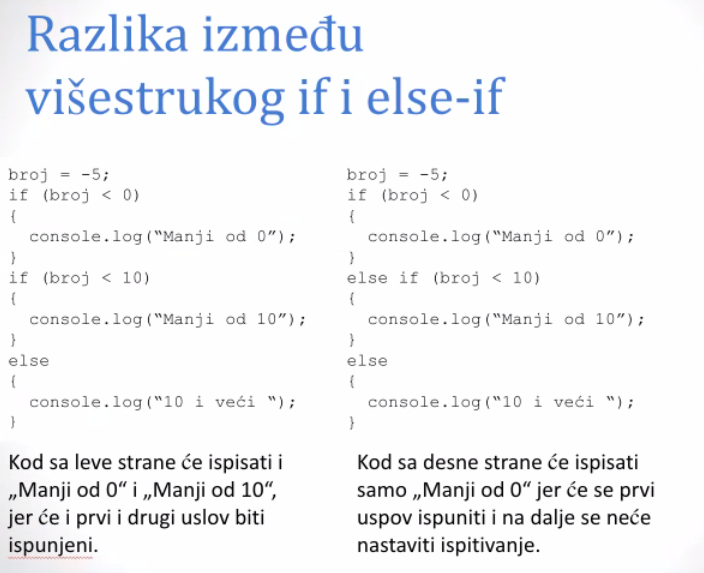 Razlika između
višestrukog if i else-if
broj = -5;
if (broj < 0)
{
  console.log(“Manji od 0”);
}
if (broj < 10)
{
  console.log(“Manji od 10”);
}
else
{
  console.log(“10 i veći “);
}
Kod sa leve strane će ispisati i
„Manji od 0“ i „Manji od 10“,
jer će i prvi i drugi uslov biti
ispunjeni.
broj = -5;
if (broj < 0)
{
  console.log(“Manji od 0”);
}
else if (broj < 10)
{
  console.log(“Manji od 10”);
}
else
{
  console.log(“10 i veći “);
}
Kod sa desne strane će ispisati
samo „Manji od 0“ jer će se prvi
uspov ispuniti i na dalje se neće
nastaviti ispitivanje.